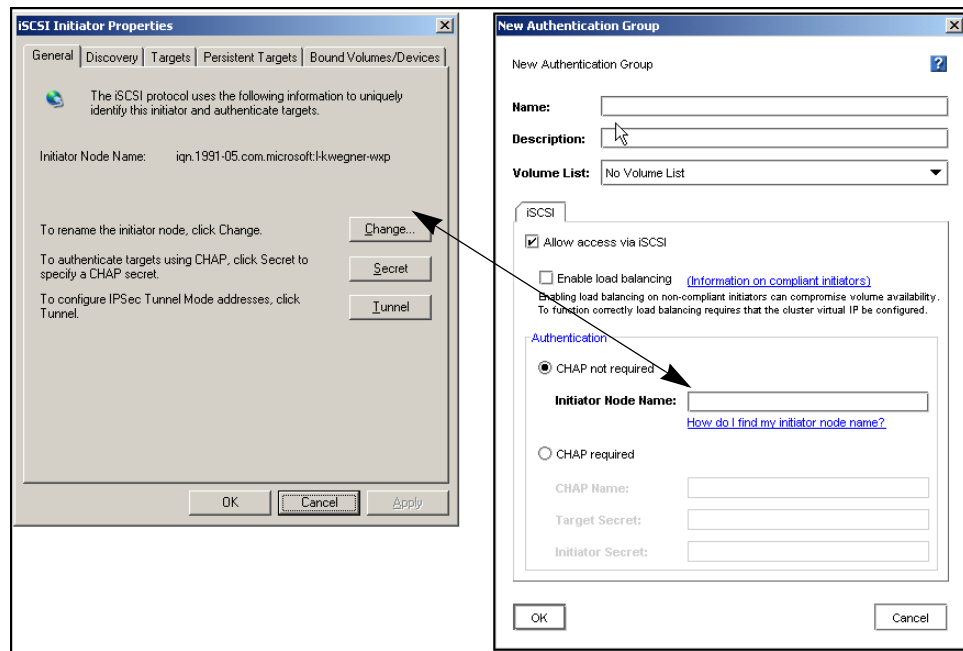 iSCSI Initiator Properties
General
Discovery
Targets
Persistent Targets
Bound Volumes/Devices
The iSCSI protocol uses the following information to uniquely
identify this initiator and authenticate targets.
Initiator Node Name: iqn.1991-05.com.microsoft:l-kwegner-wxp
To rename the initiator node, click Change.
Change...
To authenticate targets using CHAP, click Secret to
specify a CHAP secret.
Secret
To configure IPSec Tunnel Mode addresses, click
Tunnel.
Tunnel
OK
Cancel
Apply
New Authentication Group
New Authentication Group
?
Name:
Description:
Volume List: No Volume List
iSCSI
Allow access via iSCSI
Enable load balancing (Information on compliant initiators)
Enabling load balancing on non-compliant initiators can compromise volume availability.
To function correctly load balancing requires that the cluster virtual IP be configured.
Authentication
CHAP not required
Initiator Node Name:
How do I find my initiator node name?
CHAP required
CHAP Name:
Target Secret:
Initiator Secret:
OK
Cancel